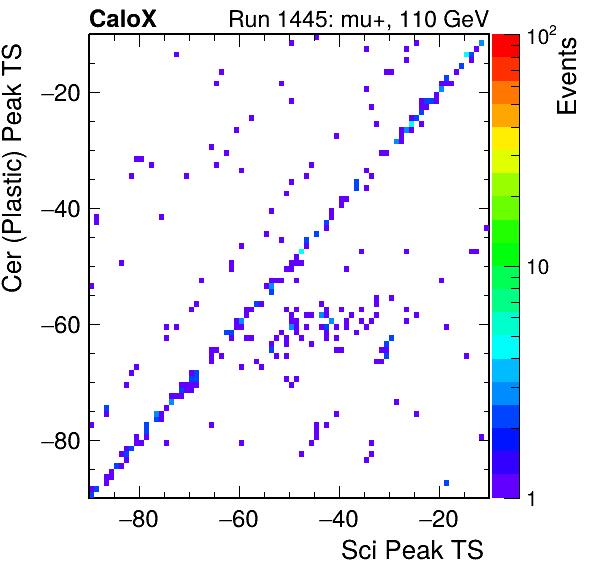 CaloX Run 1445: mu+, 110 GeV
Cer (Plastic) Peak TS
−20
−40
−60
−80
−80 −60 −40 −20
Sci Peak TS
10²
10
1
Events